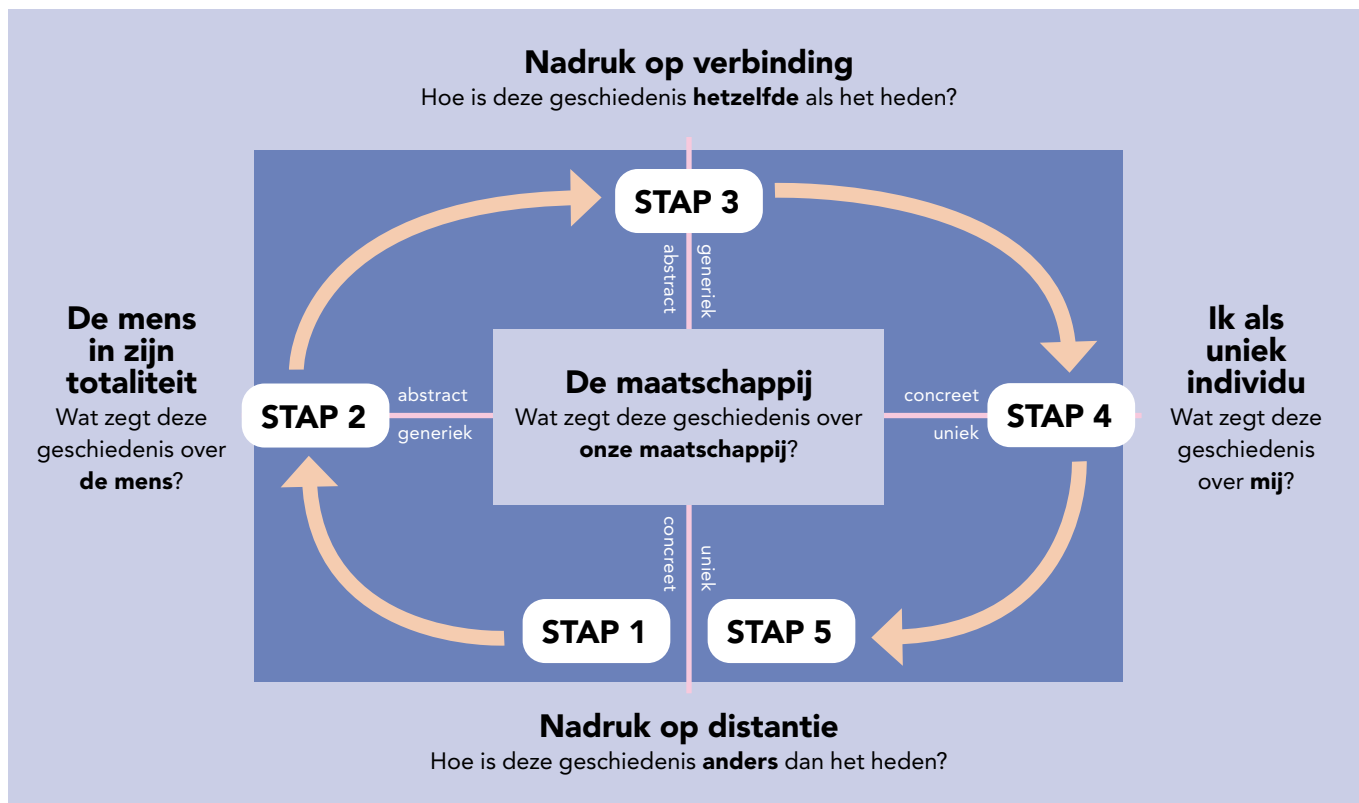 Nadruk op verbinding
Hoe is deze geschiedenis hetzelfde als het heden?
STAP 3
abstract
generiek
De mens
in zijn
totaliteit
Wat zegt deze
geschiedenis over
de mens?
STAP 2
abstract
generiek
De maatschappij
Wat zegt deze geschiedenis over
onze maatschappij?
concreet
uniek
STAP 4
Ik als
uniek
individu
Wat zegt deze
geschiedenis
over mij?
concreet
uniek
STAP 1
STAP 5
Nadruk op distantie
Hoe is deze geschiedenis anders dan het heden?